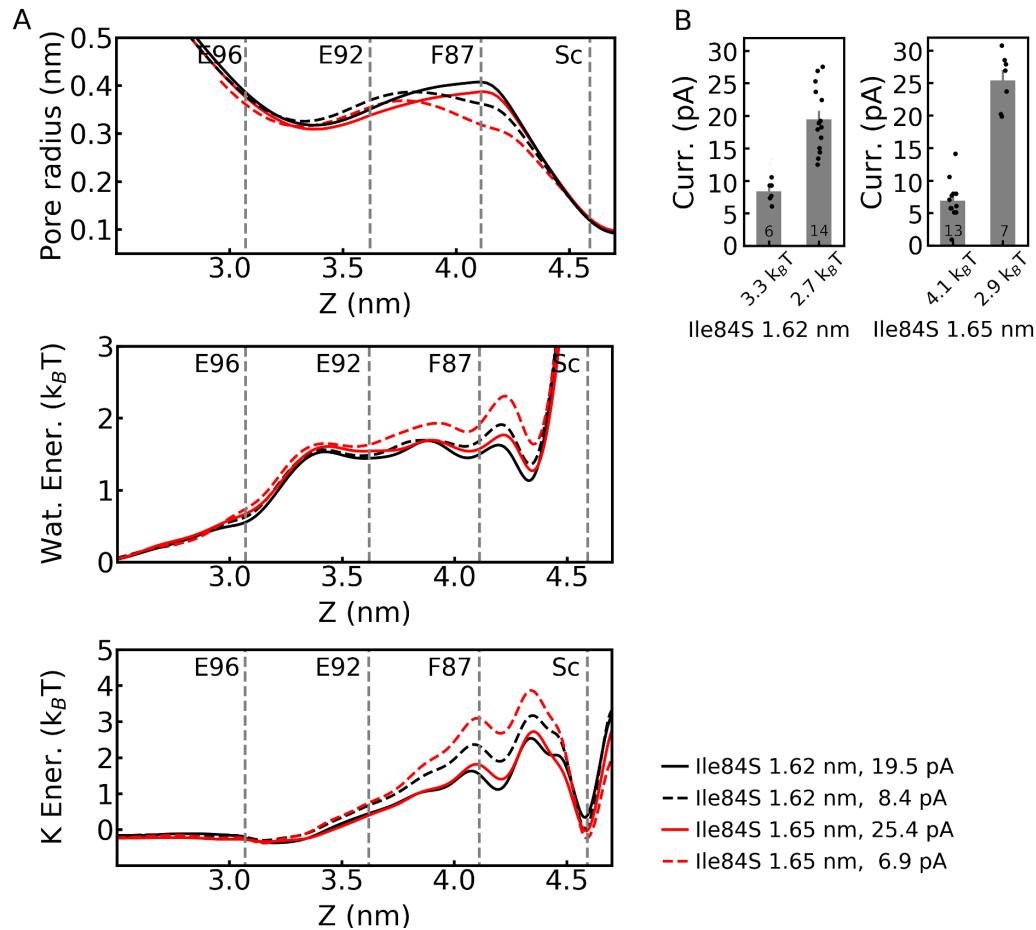 A
Pore radius (nm)
0.5
0.4
0.3
0.2
0.1
E96
E92
F87
Sc
3.0
3.5
4.0
4.5
Z (nm)
Wat. Ener. (k_BT)
3
2
1
0
E96
E92
F87
Sc
3.0
3.5
4.0
4.5
Z (nm)
K Ener. (k_BT)
5
4
3
2
1
0
E96
E92
F87
Sc
3.0
3.5
4.0
4.5
Z (nm)
B
Curr. (pA)
30
25
20
15
10
5
0
6
14
3.3 k_BT
2.7 k_BT
Ile84S 1.62 nm
Curr. (pA)
30
25
20
15
10
5
0
13
7
4.1 k_BT
2.9 k_BT
Ile84S 1.65 nm
Ile84S 1.62 nm, 19.5 pA
Ile84S 1.62 nm, 8.4 pA
Ile84S 1.65 nm, 25.4 pA
Ile84S 1.65 nm, 6.9 pA